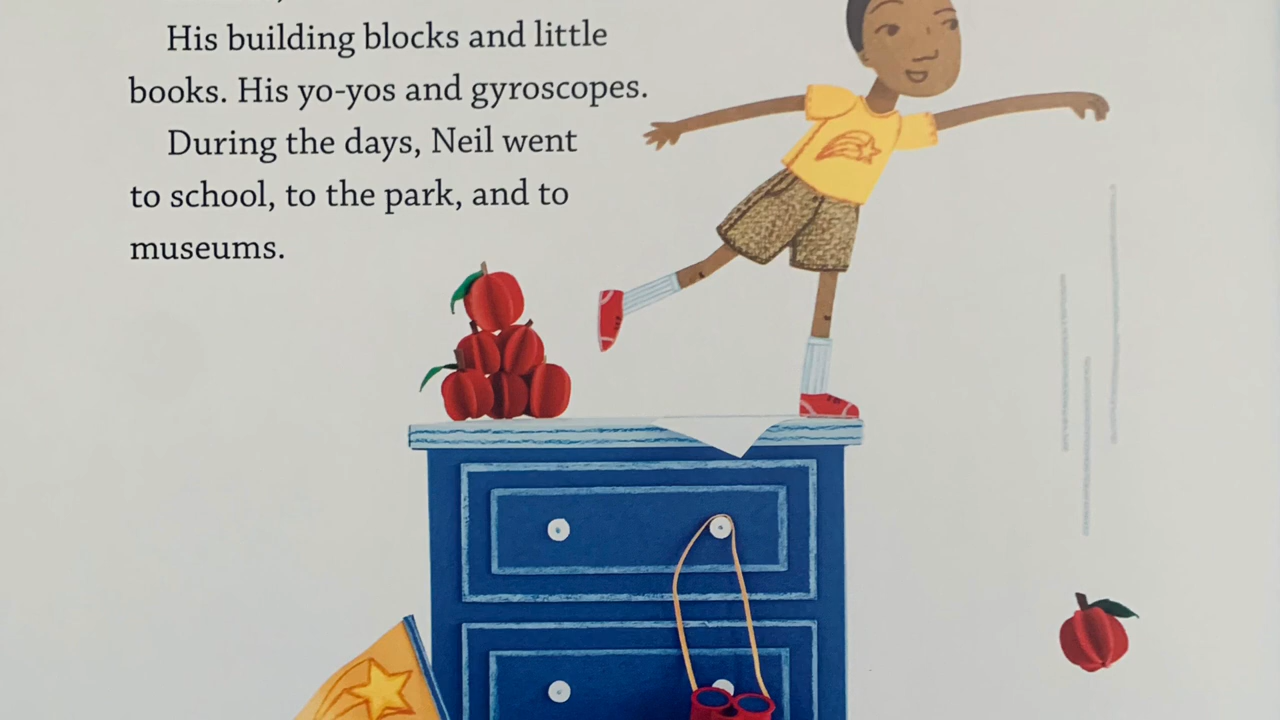 His building blocks and little
books. His yo-yos and gyroscopes.
During the days, Neil went
to school, to the park, and to
museums.